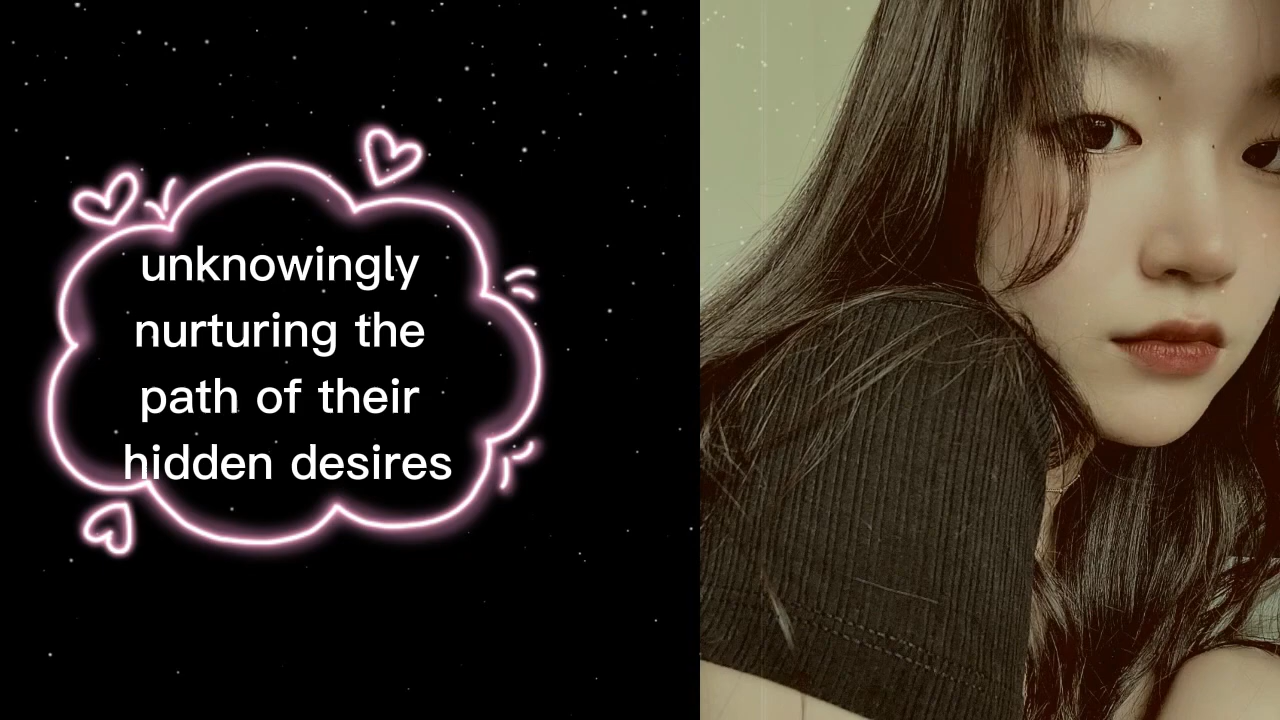 unknowingly
nurturing the
path of their
hidden desires